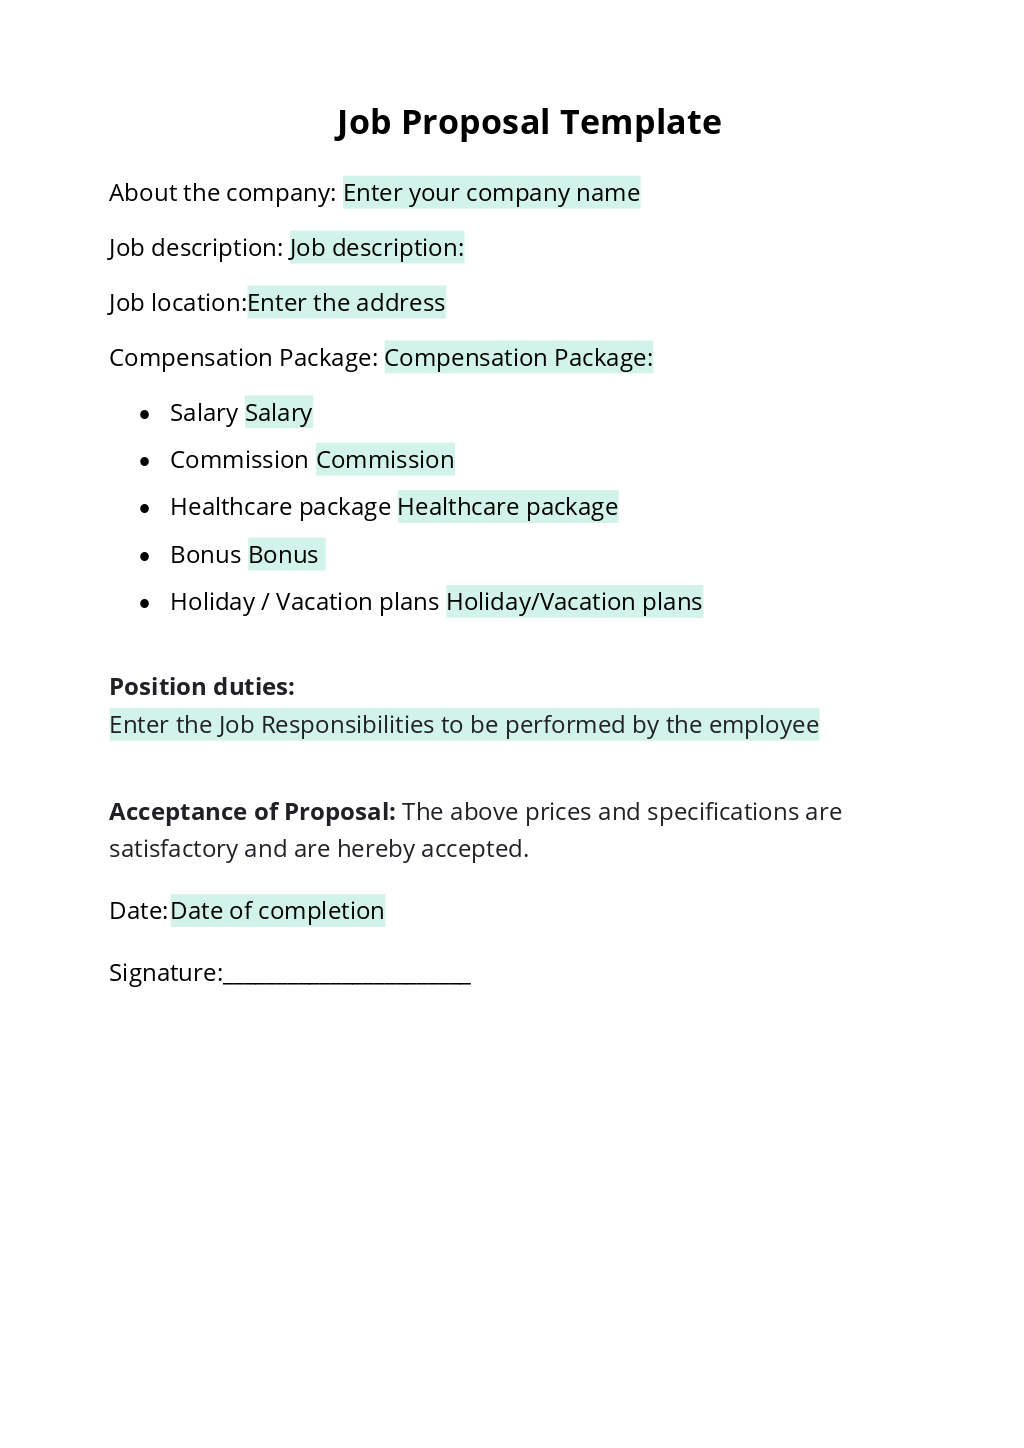 Job Proposal Template
About the company: Enter your company name
Job description: Job description:
Job location:Enter the address
Compensation Package: Compensation Package:
● Salary Salary
● Commission Commission
● Healthcare package Healthcare package
● Bonus Bonus
● Holiday / Vacation plans Holiday/Vacation plans
Position duties:
Enter the Job Responsibilities to be performed by the employee
Acceptance of Proposal: The above prices and specifications are
satisfactory and are hereby accepted.
Date:Date of completion
Signature:_____________________